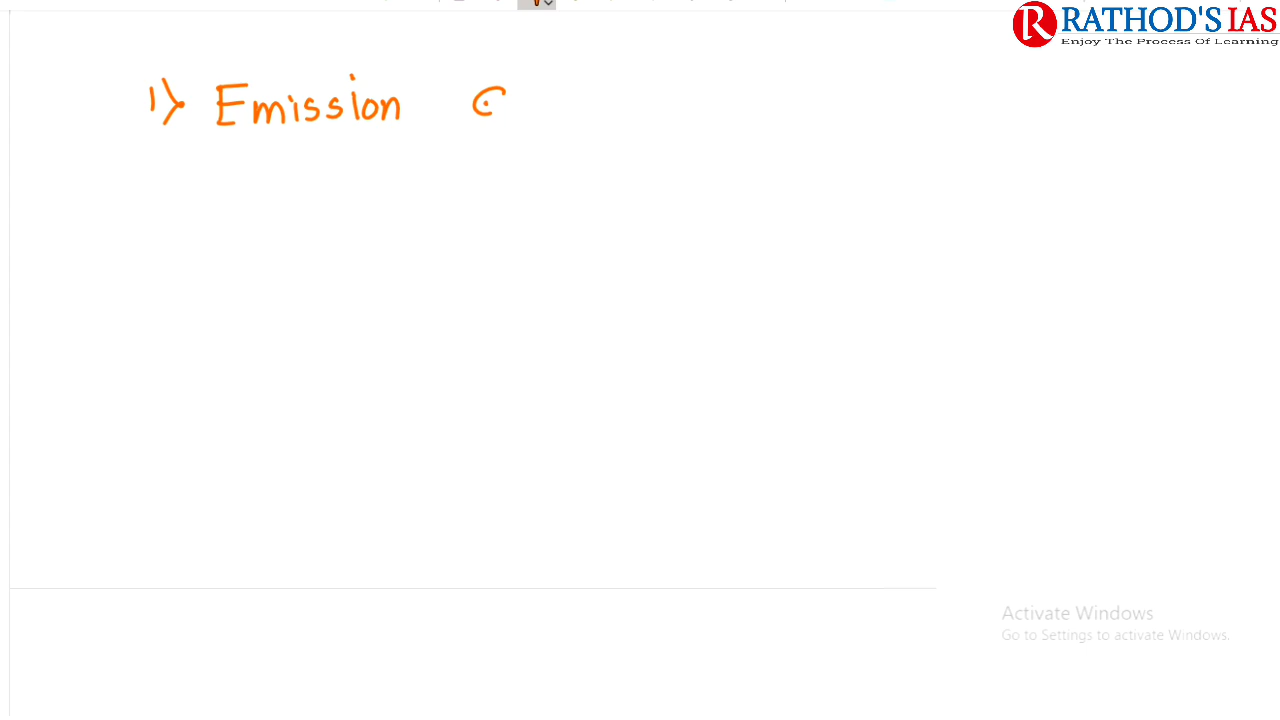 RATHOD'S IAS
Enjoy The Process Of Learning
1) Emission
Activate Windows
Go to Settings to activate Windows.